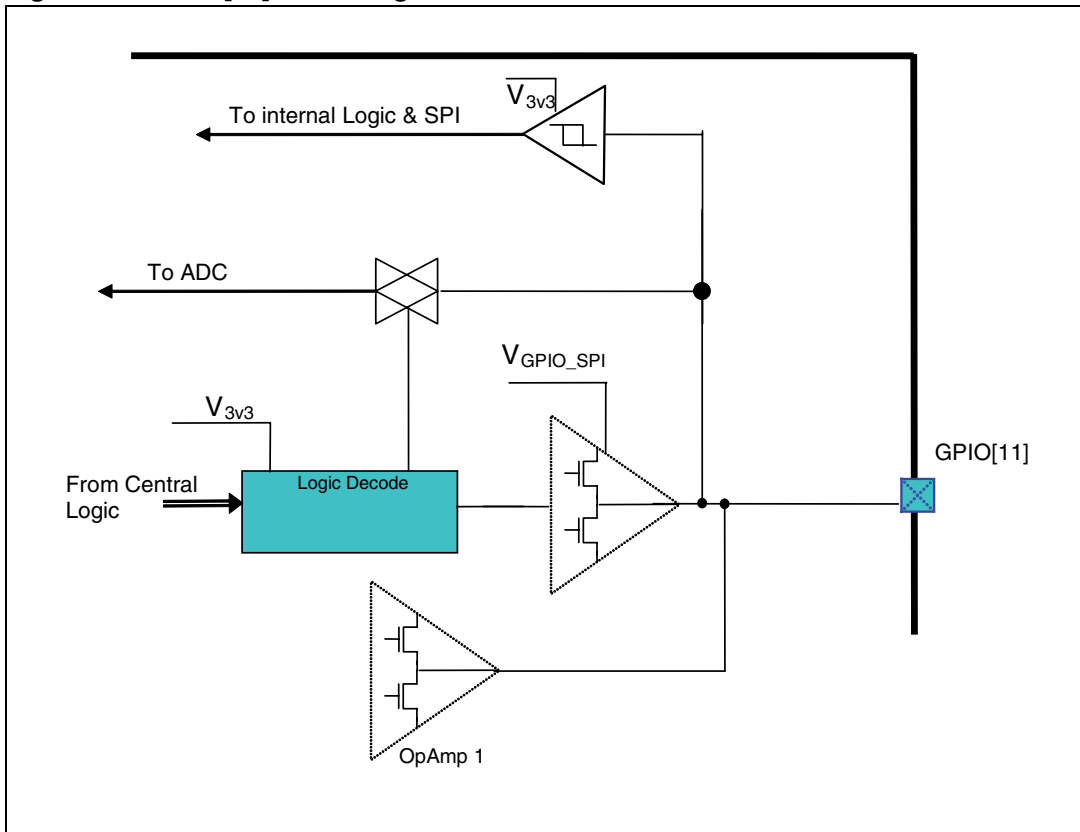 V3v3
To internal Logic & SPI
To ADC
VGPIO_SPI
V3v3
GPIO[11]
Logic Decode
From Central
Logic
OpAmp 1